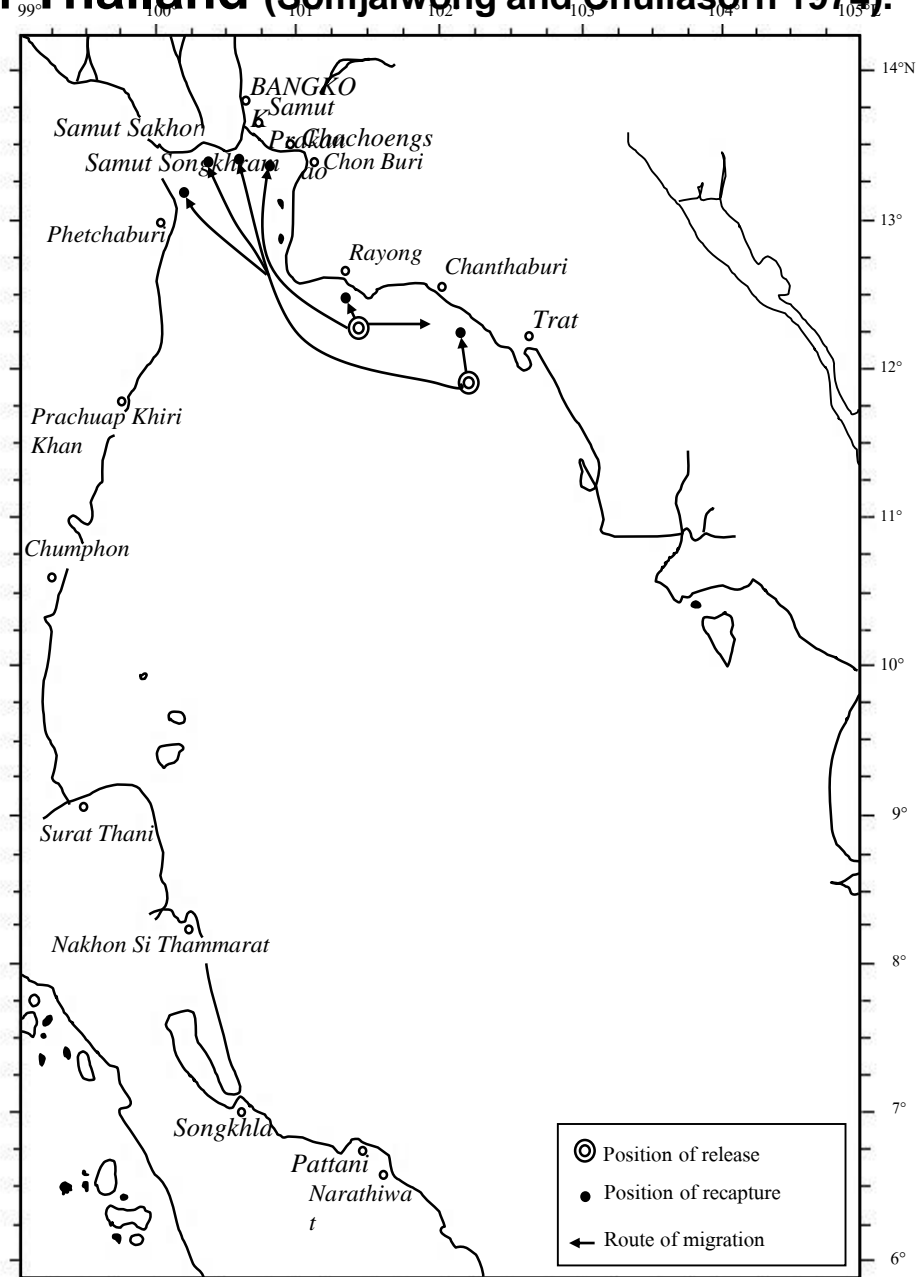 Thailand (Somjaiwong and Chullasorn 1974).
99° 100° 101° 102° 103° 104° 105°E
14°N
BANGKO
K
Samut
Prakan
Samut Sakhon
Chachoengs
ao
Samut Songkhram
Chon Buri
13°
Phetchaburi
Rayong
Chanthaburi
Trat
12°
Prachuap Khiri
Khan
11°
Chumphon
10°
9°
Surat Thani
Nakhon Si Thammarat
8°
7°
Songkhla
Pattani
Narathiwa
t
Position of release
Position of recapture
Route of migration
6°